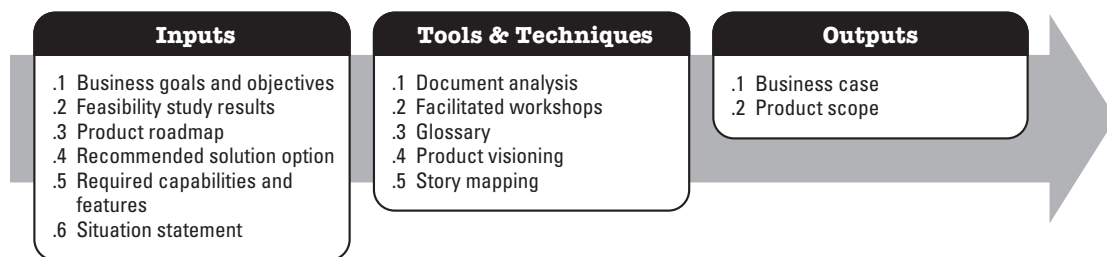 Inputs
.1 Business goals and objectives
.2 Feasibility study results
.3 Product roadmap
.4 Recommended solution option
.5 Required capabilities and
features
.6 Situation statement
Tools & Techniques
.1 Document analysis
.2 Facilitated workshops
.3 Glossary
.4 Product visioning
.5 Story mapping
Outputs
.1 Business case
.2 Product scope